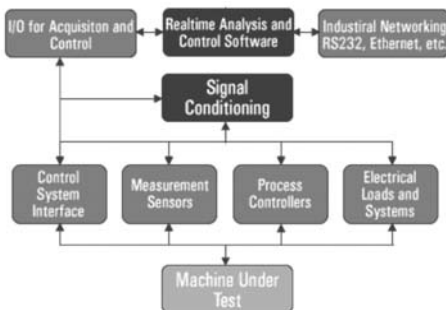 I/O for Acquisiton and
Control
Realtime Analysis and
Control Software
Industiral Networking
RS232, Ethernet, etc.
Signal
Conditioning
Control
System
Interface
Measurement
Sensors
Process
Controllers
Electrical
Loads and
Systems
Machine Under
Test